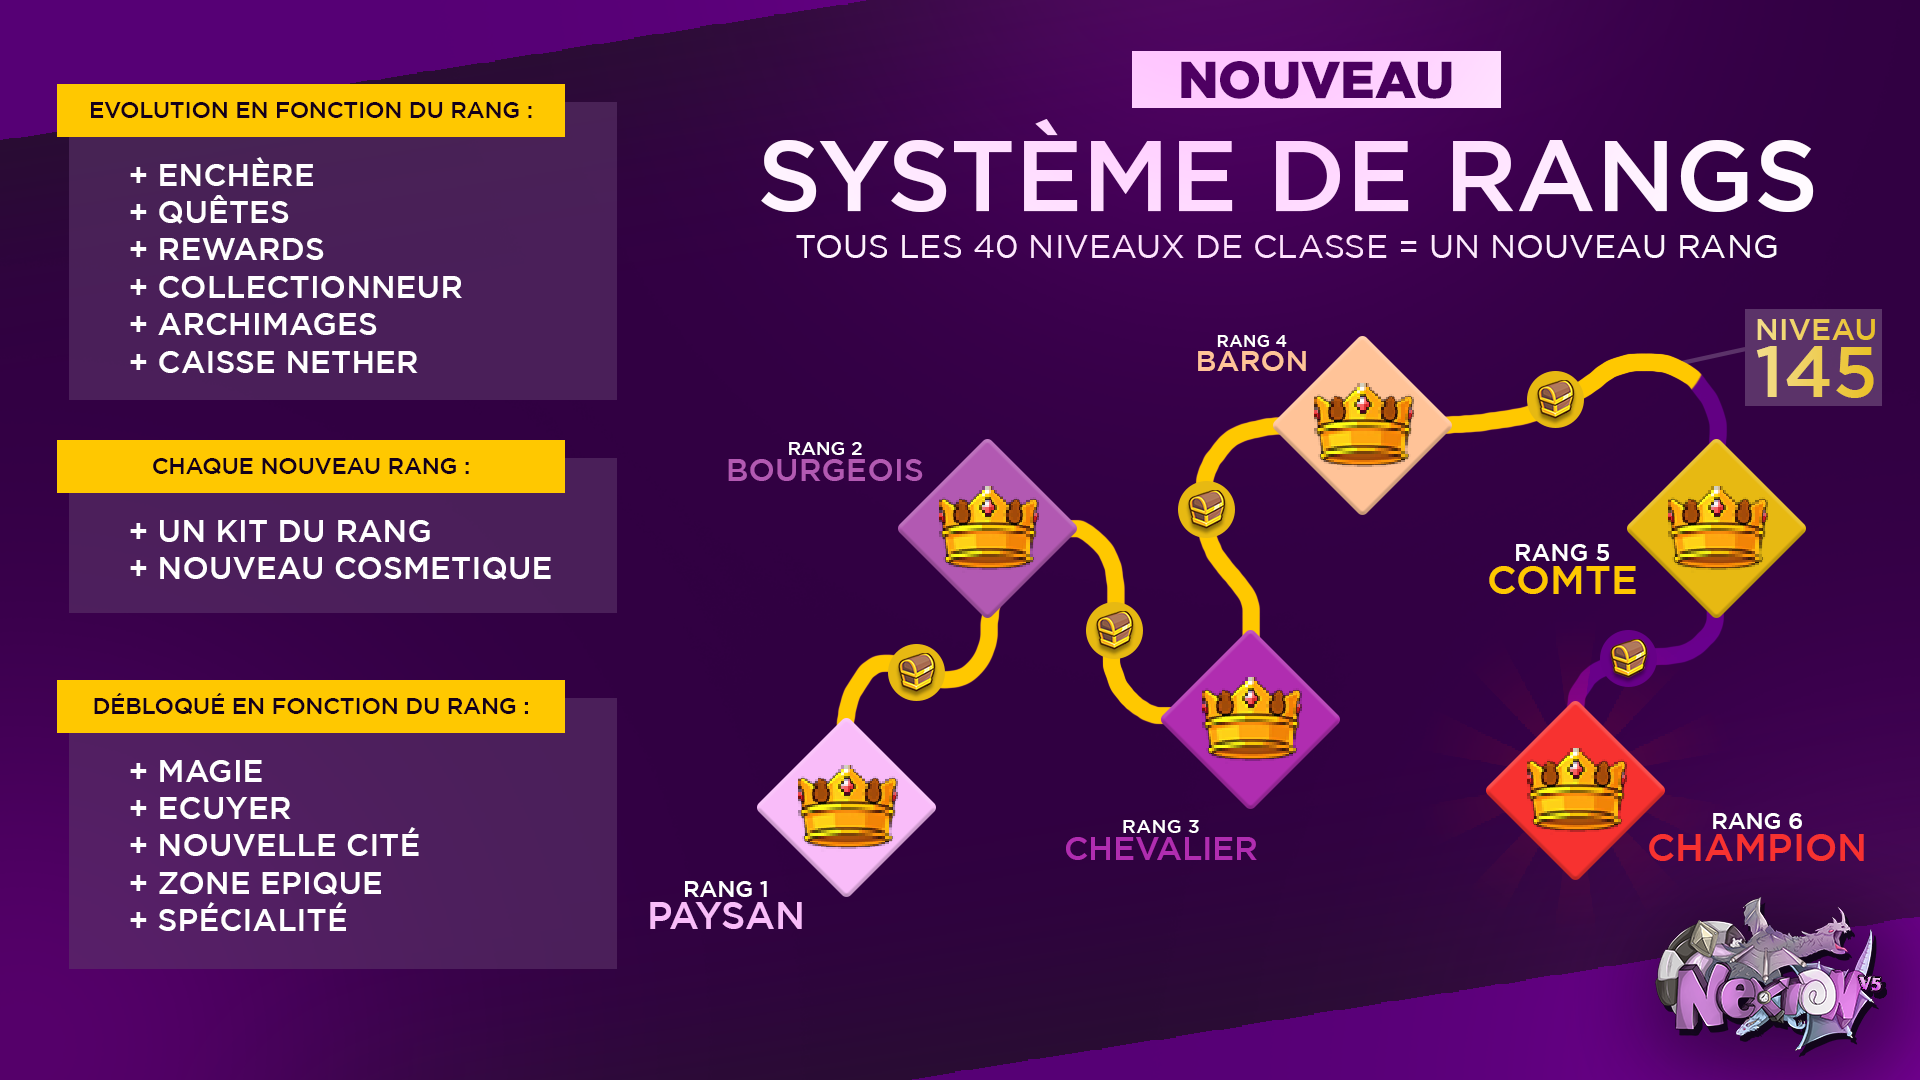 EVOLUTION EN FONCTION DU RANG :
+ ENCHÈRE
+ QUÊTES
+ REWARDS
+ COLLECTIONNEUR
+ ARCHIMAGES
+ CAISSE NETHER
CHAQUE NOUVEAU RANG :
+ UN KIT DU RANG
+ NOUVEAU COSMETIQUE
DÉBLOQUÉ EN FONCTION DU RANG :
+ MAGIE
+ ECUYER
+ NOUVELLE CITÉ
+ ZONE EPIQUE
+ SPÉCIALITÉ
NOUVEAU
SYSTÈME DE RANGS
TOUS LES 40 NIVEAUX DE CLASSE = UN NOUVEAU RANG
RANG 1
PAYSAN
RANG 2
BOURGEOIS
RANG 3
CHEVALIER
RANG 4
BARON
NIVEAU
145
RANG 5
COMTE
RANG 6
CHAMPION
NEXION V5